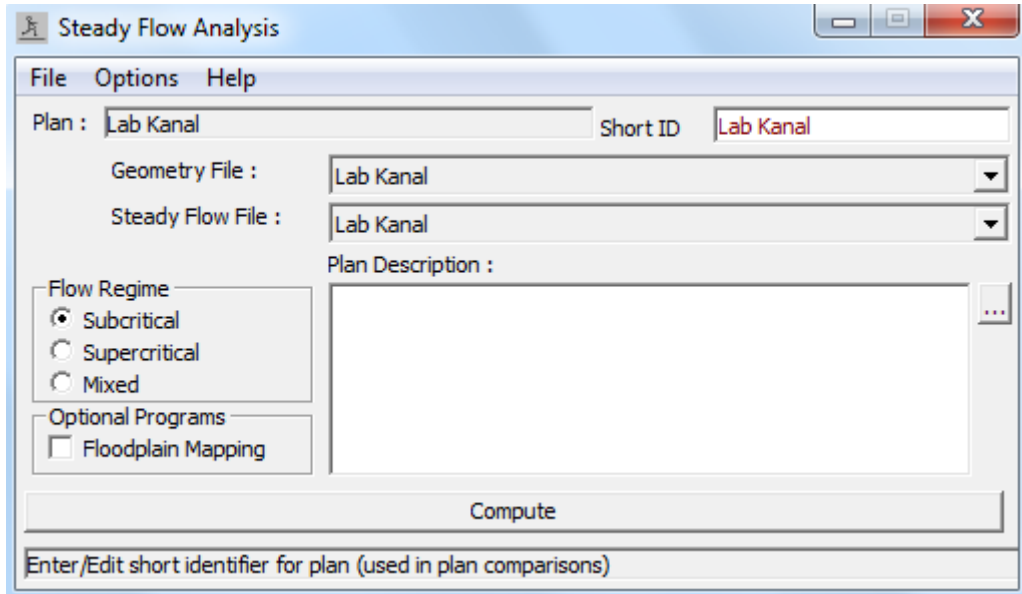 Steady Flow Analysis
File Options Help
Plan : Lab Kanal Short ID Lab Kanal
Geometry File : Lab Kanal
Steady Flow File : Lab Kanal
Plan Description :
Flow Regime
Subcritical
Supercritical
Mixed
Optional Programs
Floodplain Mapping
...
Compute
Enter/Edit short identifier for plan (used in plan comparisons)